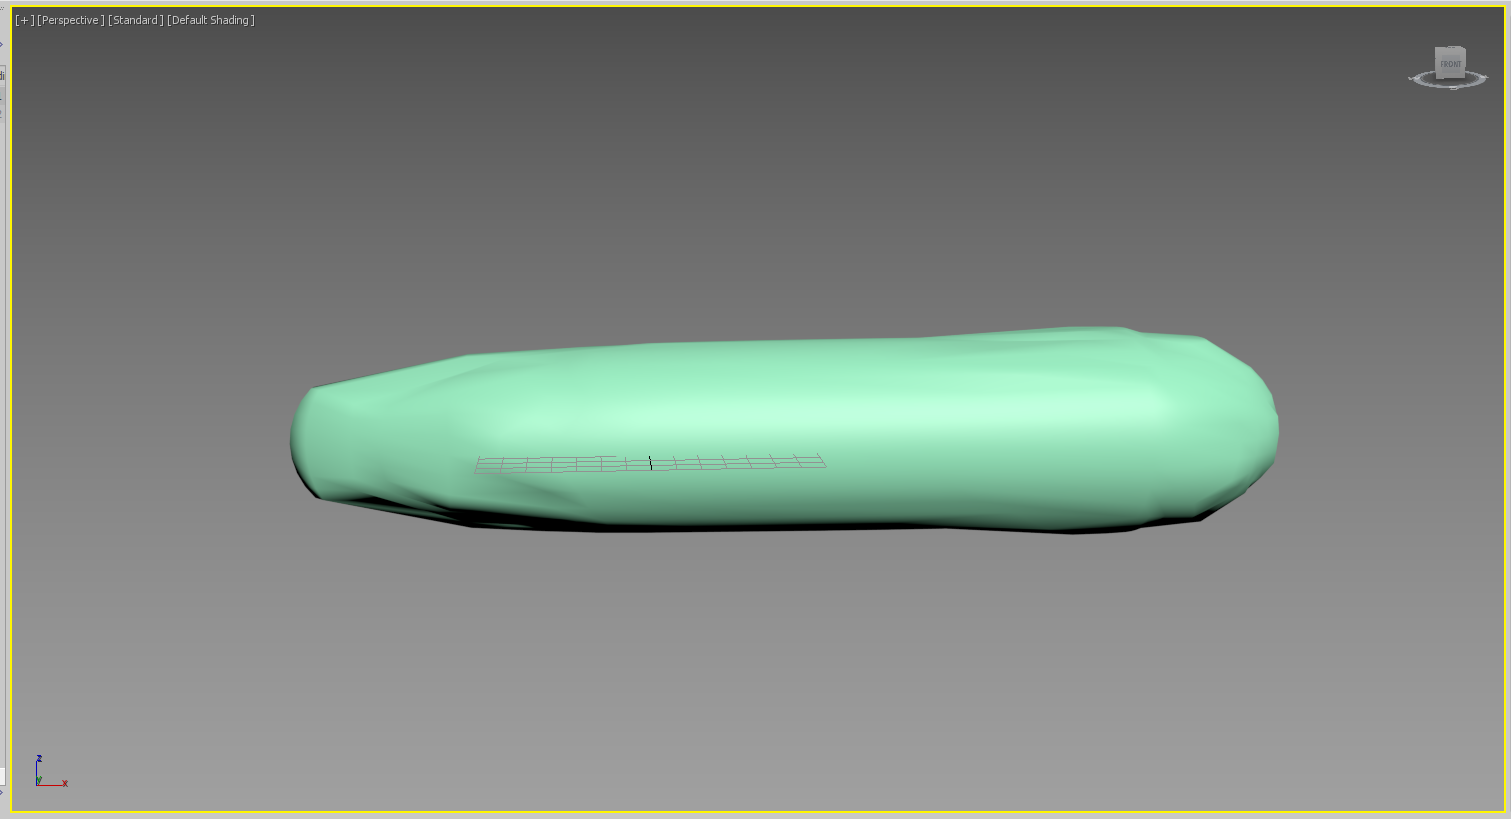 [+] [Perspective] [Standard] [Default Shading]
FRONT
z
y
x